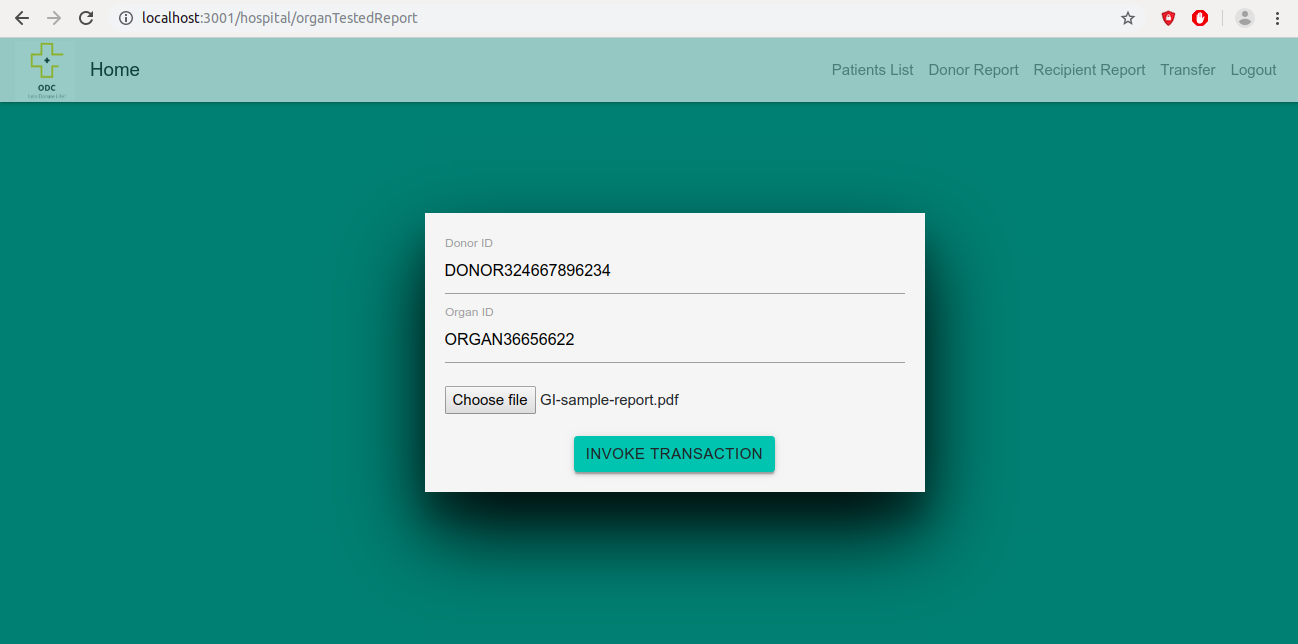 localhost:3001/hospital/organTestedReport
ODC
Home
Patients List Donor Report Recipient Report Transfer Logout
Donor ID
DONOR324667896234
Organ ID
ORGAN36656622
Choose file GI-sample-report.pdf
INVOKE TRANSACTION